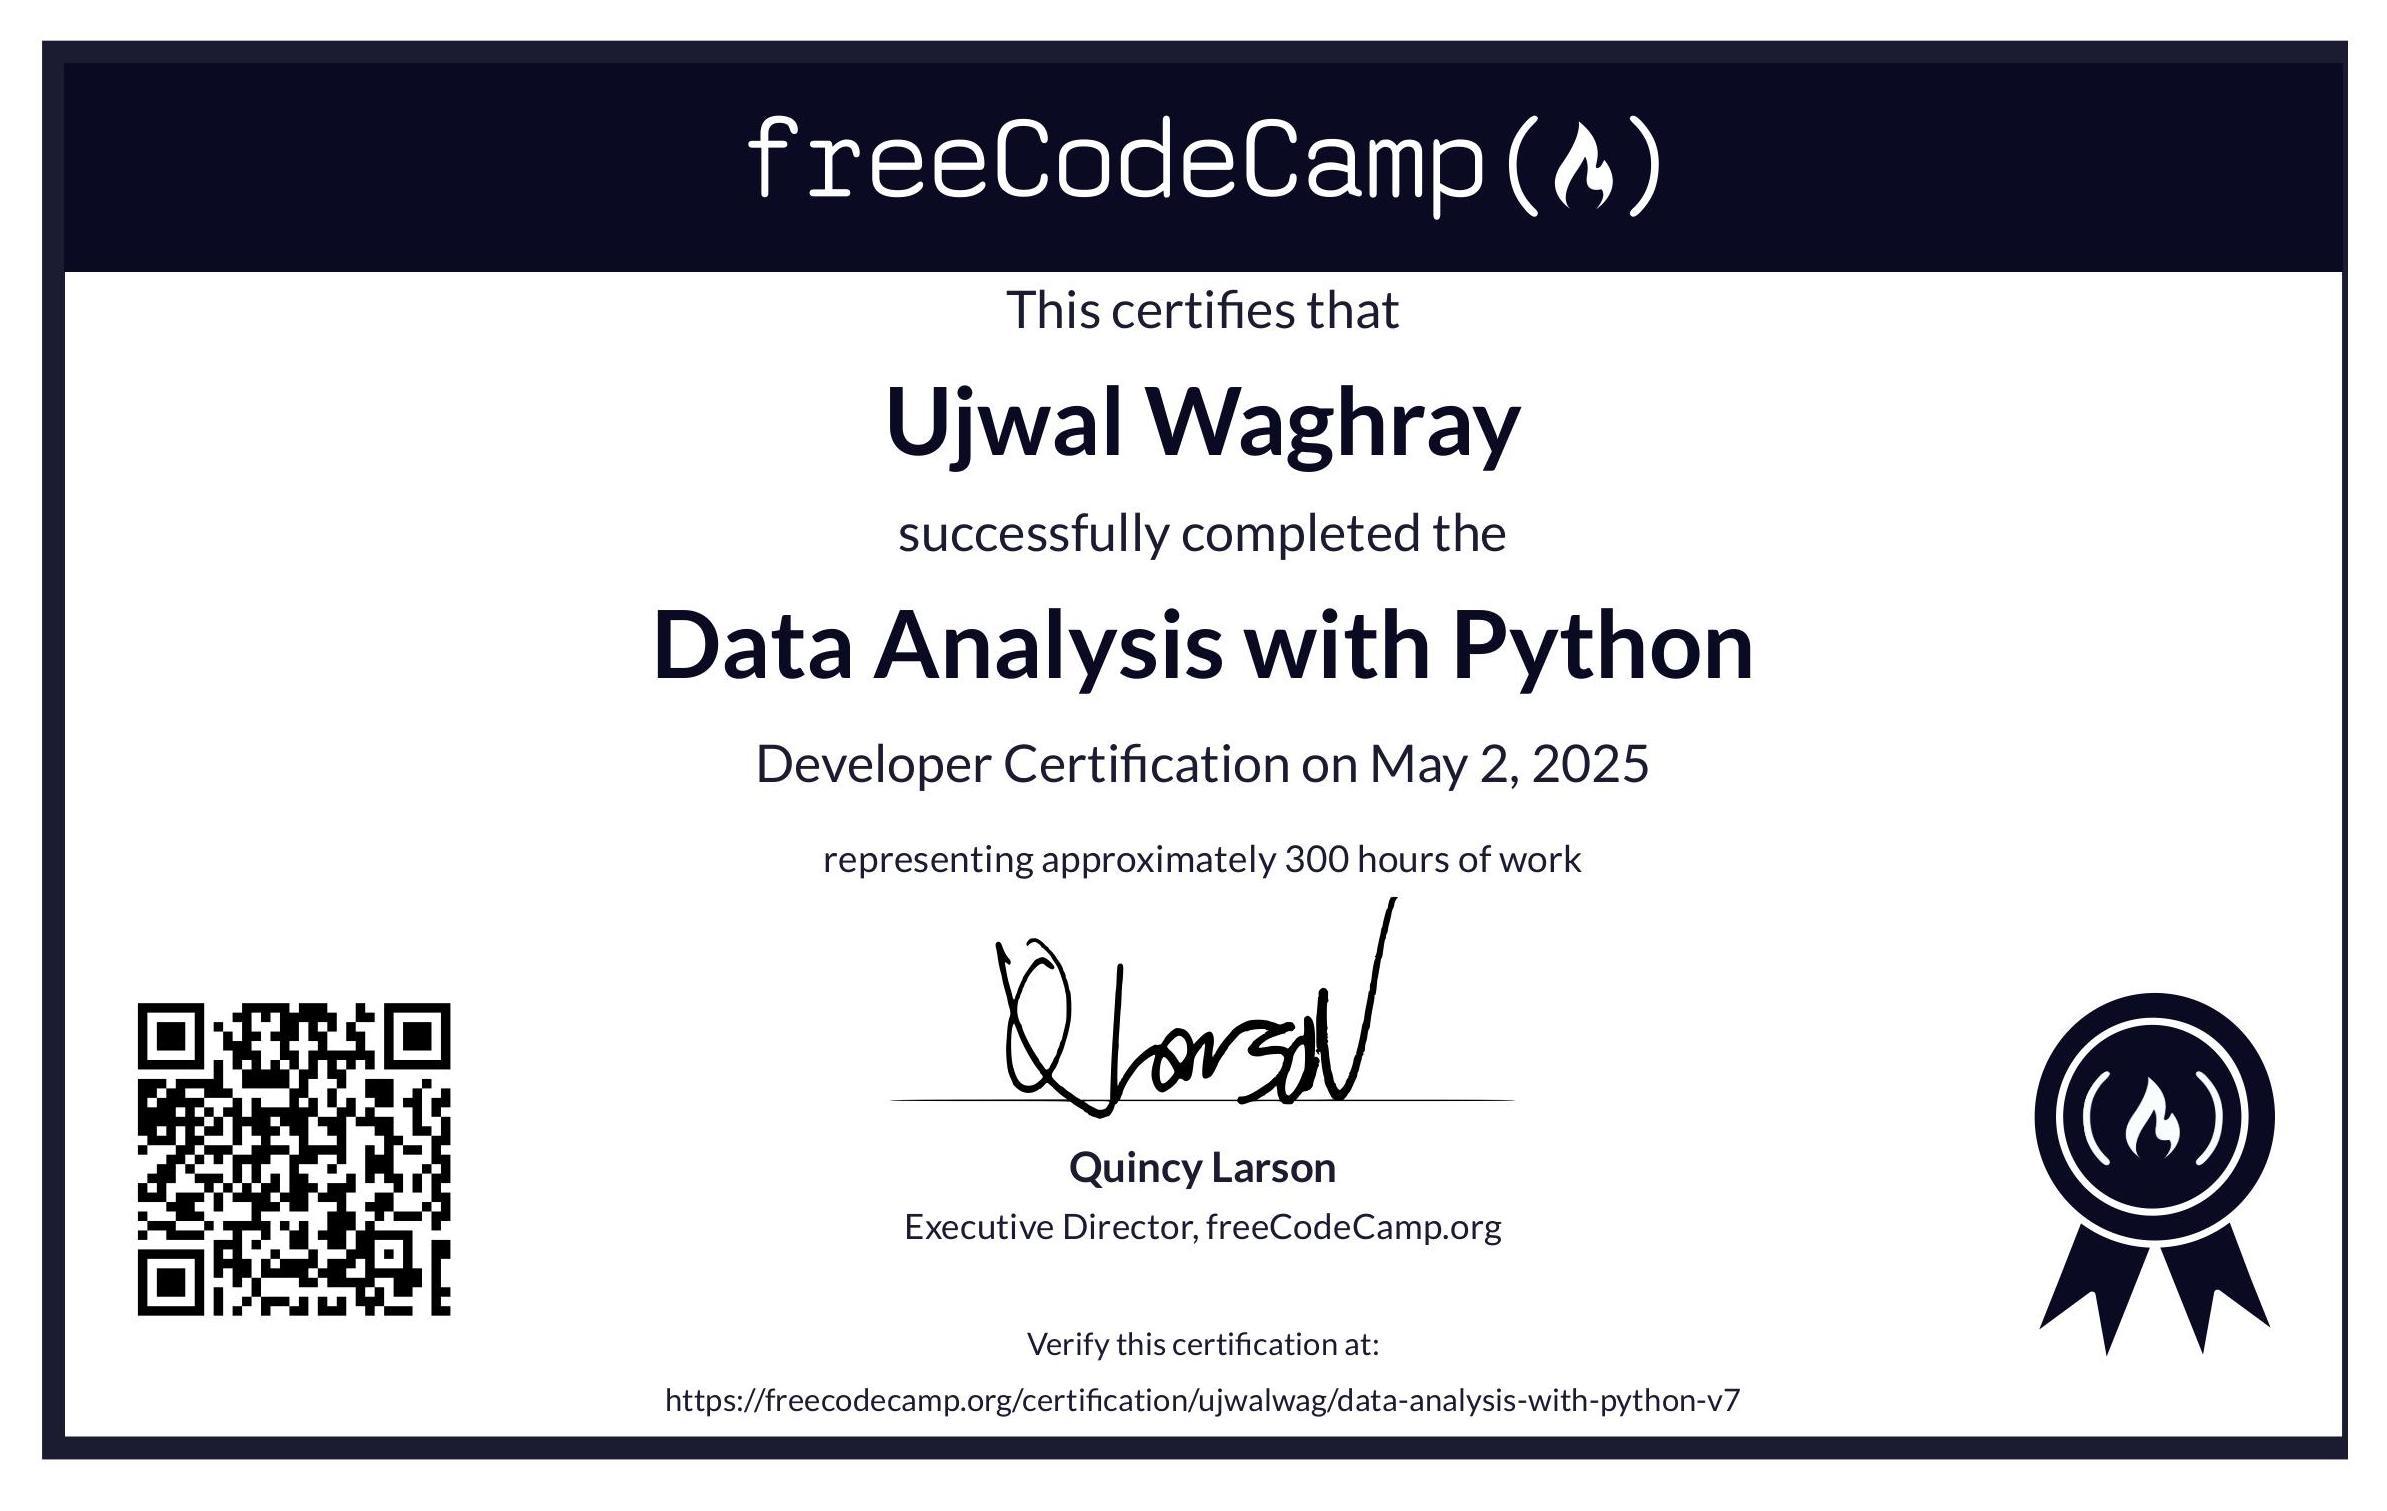 freeCodeCamp
This certifies that
Ujwal Waghray
successfully completed the
Data Analysis with Python
Developer Certification on May 2, 2025
representing approximately 300 hours of work
QLarson
Quincy Larson
Executive Director, freeCodeCamp.org
Verify this certification at:
https://freecodecamp.org/certification/ujwalwag/data-analysis-with-python-v7